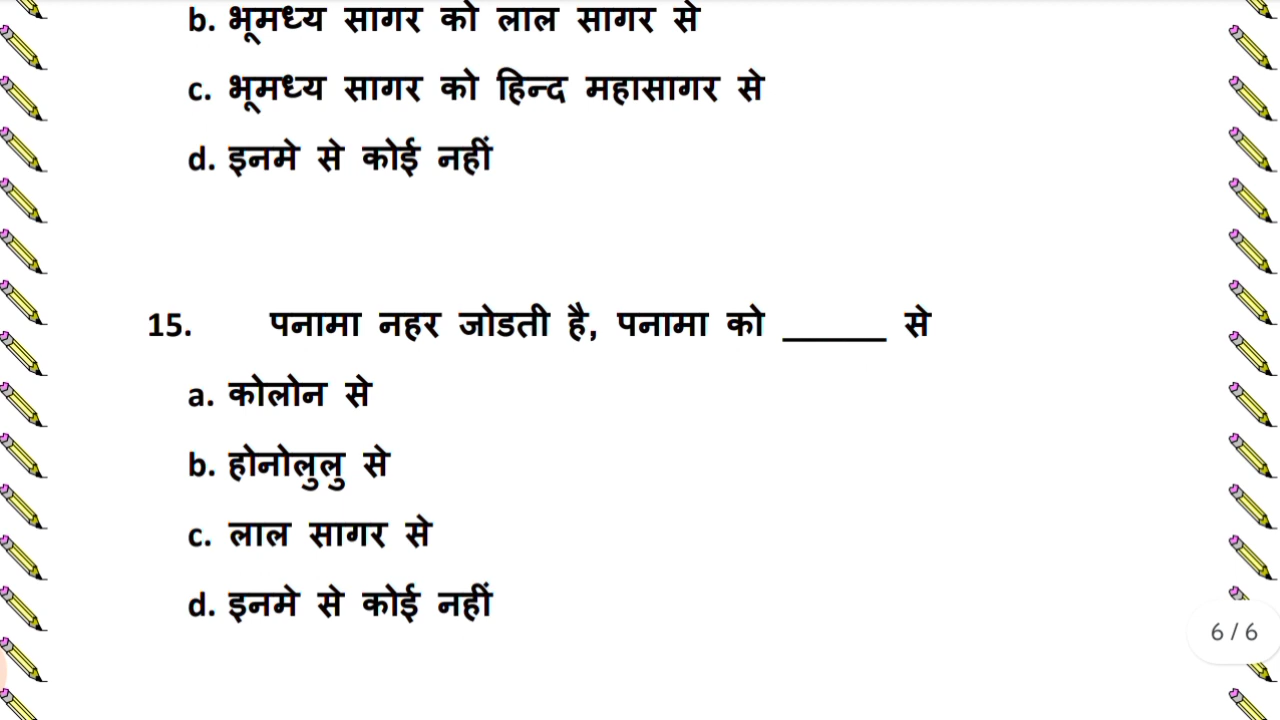 b. भूमध्य सागर को लाल सागर से
c. भूमध्य सागर को हिन्द महासागर से
d. इनमे से कोई नहीं
15. पनामा नहर जोडती है, पनामा को ______ से
a. कोलोन से
b. होनोलुलु से
c. लाल सागर से
d. इनमे से कोई नहीं
6 / 6